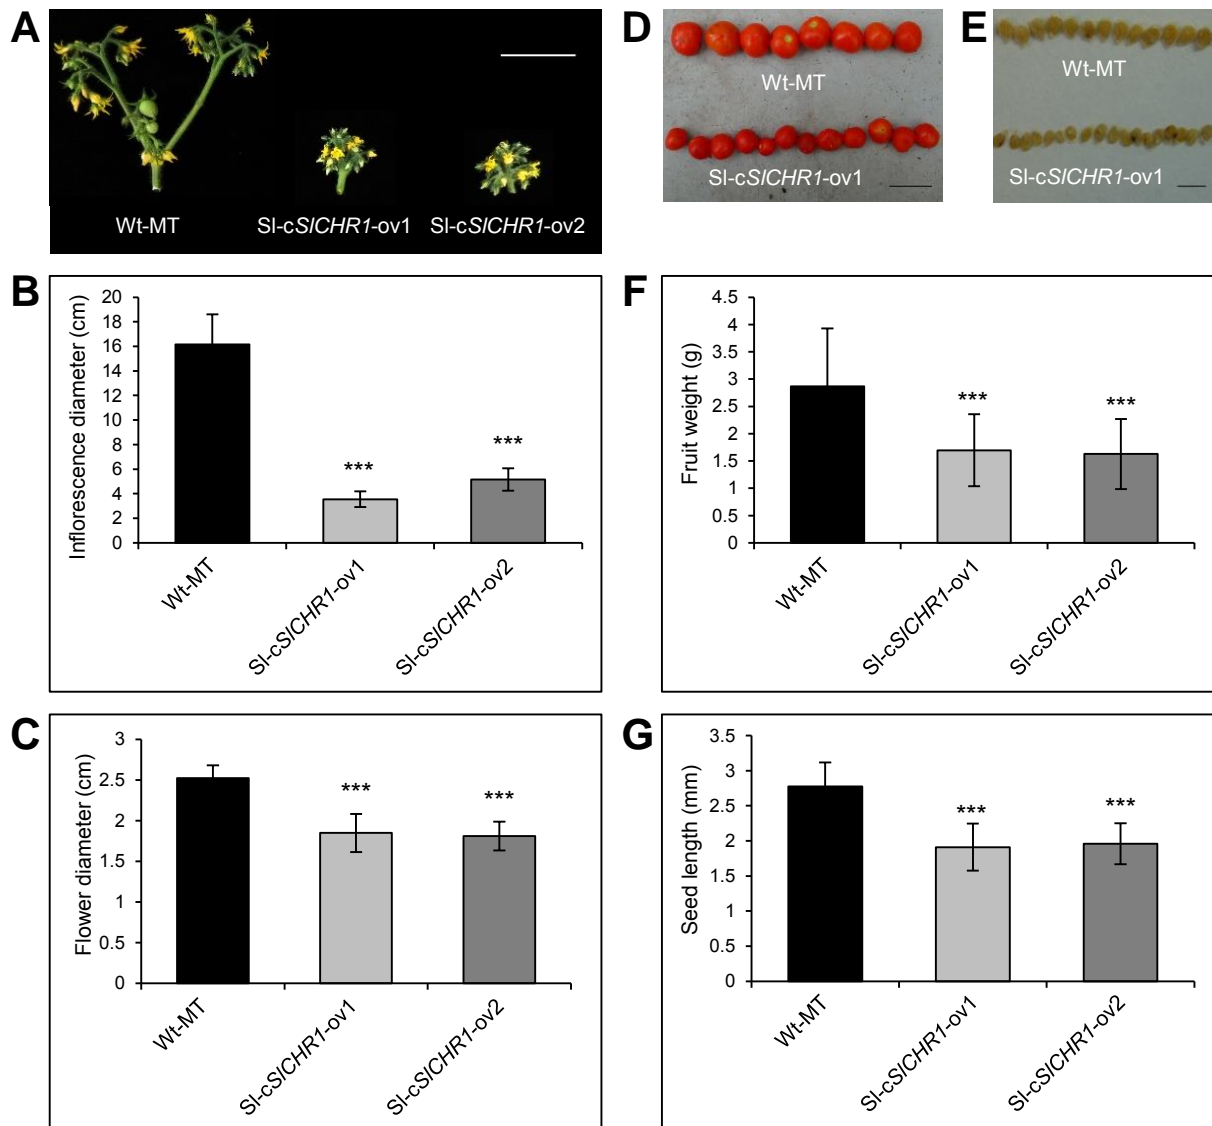 A
Wt-MT
Sl-cSlCHR1-ov1
Sl-cSlCHR1-ov2
B
Inflorescence diameter (cm)
20
18
16
14
12
10
8
6
4
2
0
***
***
Wt-MT
Sl-cSlCHR1-ov1
Sl-cSlCHR1-ov2
C
Flower diameter (cm)
3
2.5
2
1.5
1
0.5
0
***
***
Wt-MT
Sl-cSlCHR1-ov1
Sl-cSlCHR1-ov2
D
Wt-MT
Sl-cSlCHR1-ov1
E
Wt-MT
Sl-cSlCHR1-ov1
F
Fruit weight (g)
4.5
4
3.5
3
2.5
2
1.5
1
0.5
0
***
***
Wt-MT
Sl-cSlCHR1-ov1
Sl-cSlCHR1-ov2
G
Seed length (mm)
3.5
3
2.5
2
1.5
1
0.5
0
***
***
Wt-MT
Sl-cSlCHR1-ov1
Sl-cSlCHR1-ov2